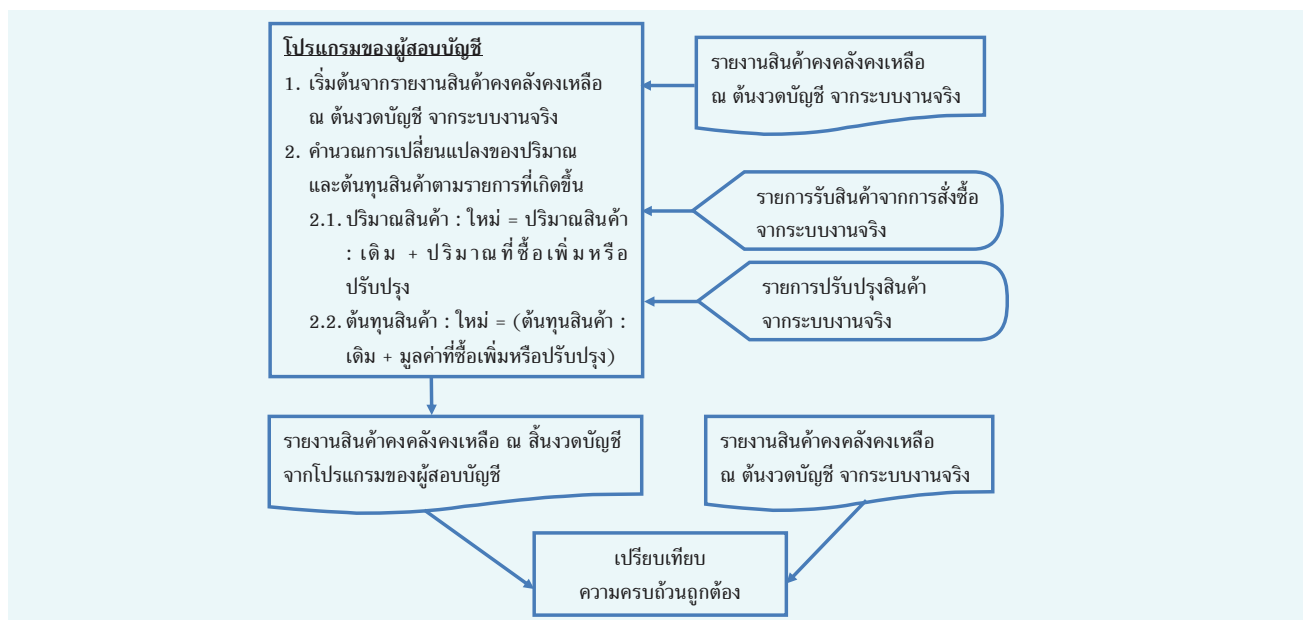 โปรแกรมของผู้สอบบัญชี
1. เริ่มต้นจากรายงานสินค้าคงคลังคงเหลือ
ณ ต้นงวดบัญชี จากระบบงานจริง
2. คำนวณการเปลี่ยนแปลงของปริมาณ
และต้นทุนสินค้าตามรายการที่เกิดขึ้น
2.1. ปริมาณสินค้า : ใหม่ = ปริมาณสินค้า
: เดิม + ปริมาณที่ซื้อเพิ่มหรือ
ปรับปรุง
2.2. ต้นทุนสินค้า : ใหม่ = (ต้นทุนสินค้า :
เดิม + มูลค่าที่ซื้อเพิ่มหรือปรับปรุง)
รายงานสินค้าคงคลังคงเหลือ
ณ ต้นงวดบัญชี จากระบบงานจริง
รายการรับสินค้าจากการสั่งซื้อ
จากระบบงานจริง
รายการปรับปรุงสินค้า
จากระบบงานจริง
รายงานสินค้าคงคลังคงเหลือ ณ สิ้นงวดบัญชี
จากโปรแกรมของผู้สอบบัญชี
รายงานสินค้าคงคลังคงเหลือ
ณ ต้นงวดบัญชี จากระบบงานจริง
เปรียบเทียบ
ความครบถ้วนถูกต้อง